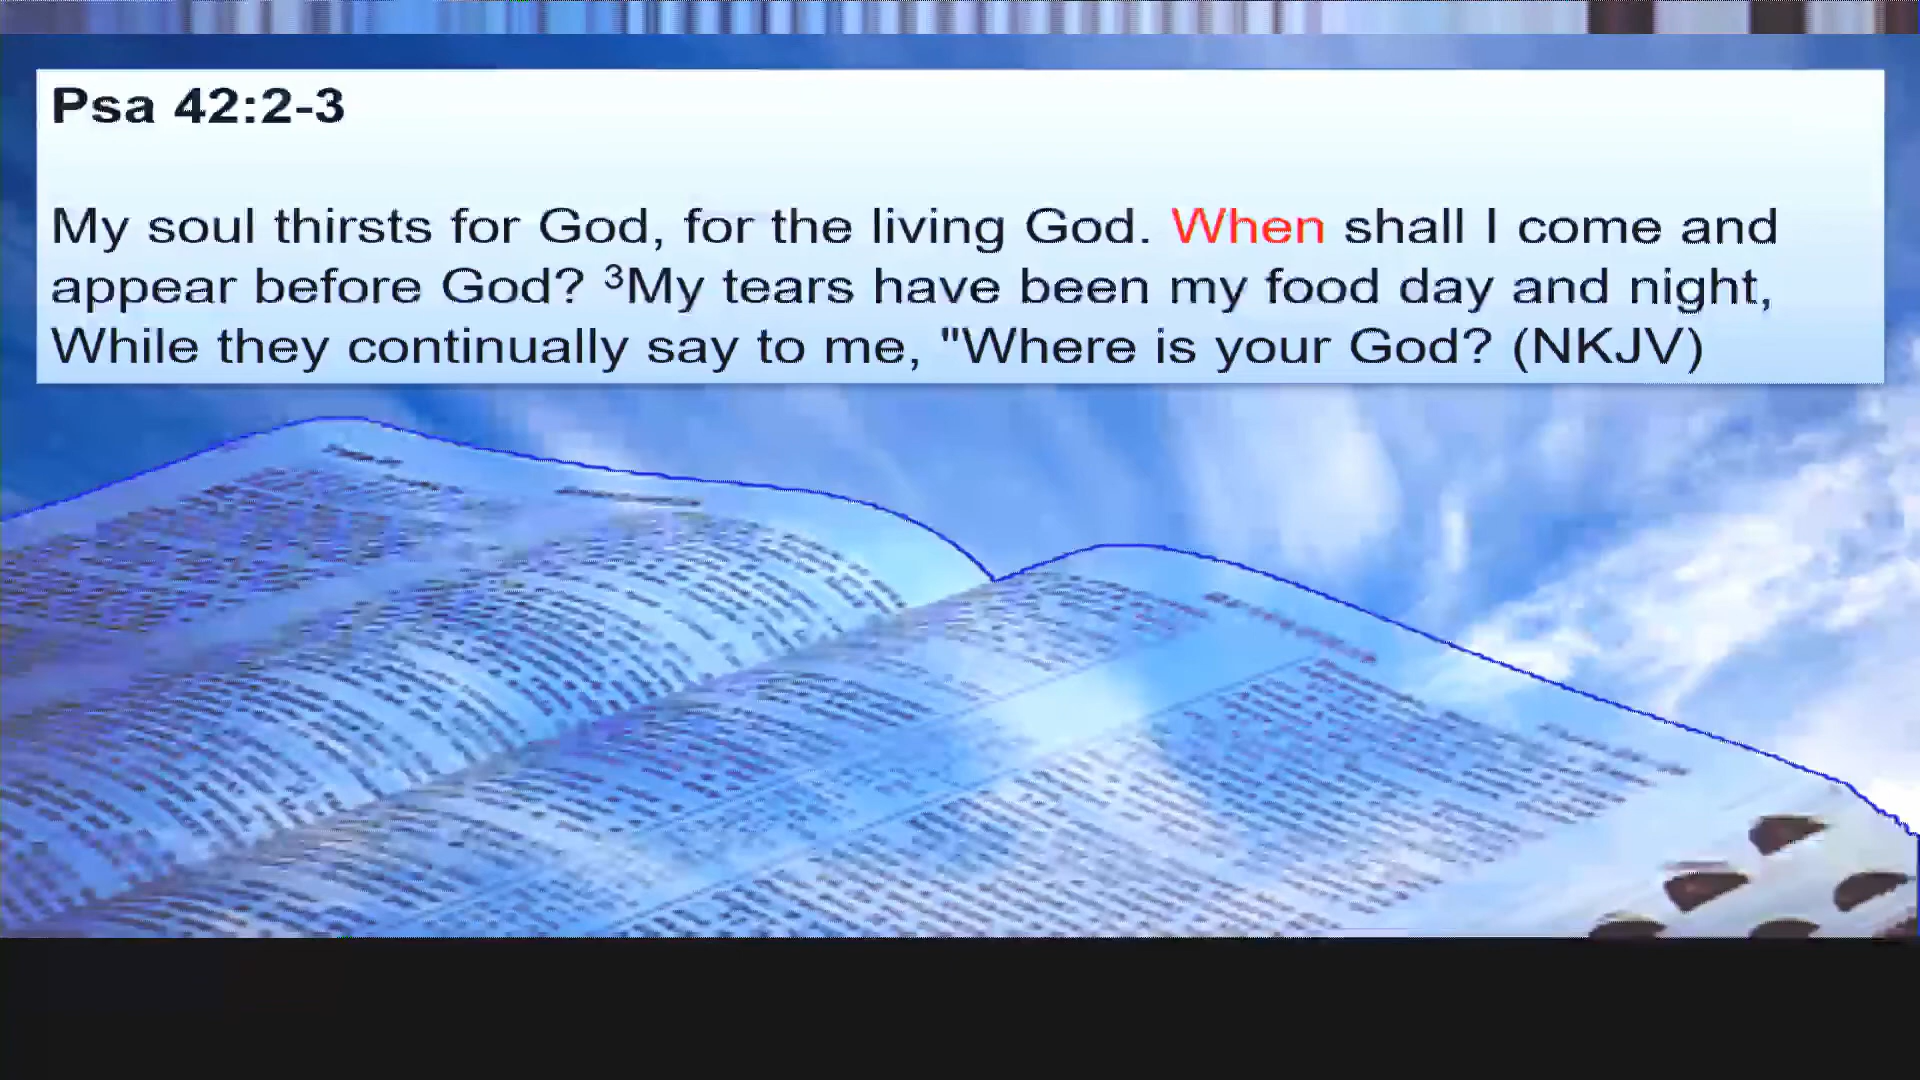 Psa 42:2-3
My soul thirsts for God, for the living God. When shall I come and
appear before God? ³My tears have been my food day and night,
While they continually say to me, "Where is your God? (NKJV)